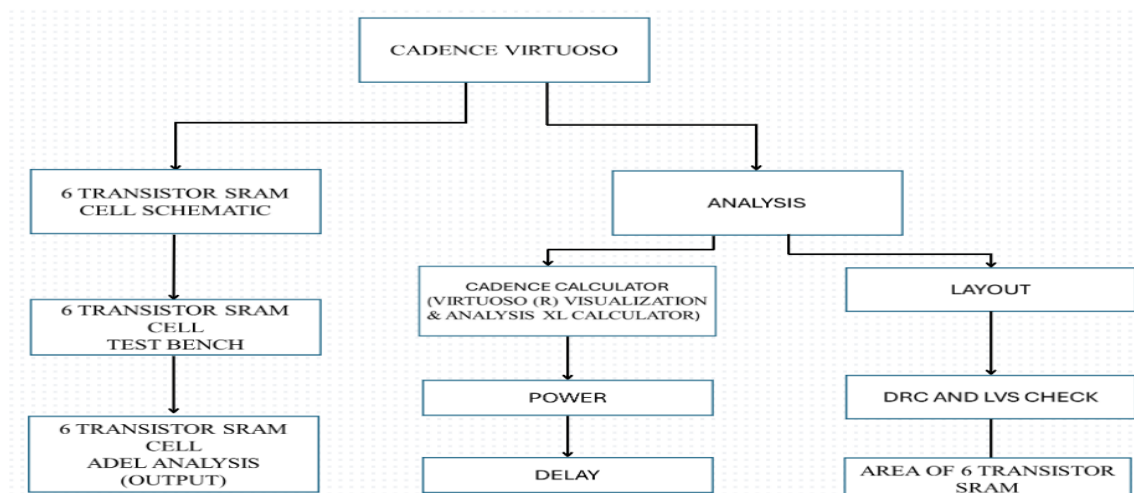 CADENCE VIRTUOSO
6 TRANSISTOR SRAM
CELL SCHEMATIC
ANALYSIS
CADENCE CALCULATOR
(VIRTUOSO (R) VISUALIZATION
& ANALYSIS XL CALCULATOR)
LAYOUT
6 TRANSISTOR SRAM
CELL
TEST BENCH
POWER
DRC AND LVS CHECK
6 TRANSISTOR SRAM
CELL
ADEL ANALYSIS
(OUTPUT)
DELAY
AREA OF 6 TRANSISTOR
SRAM